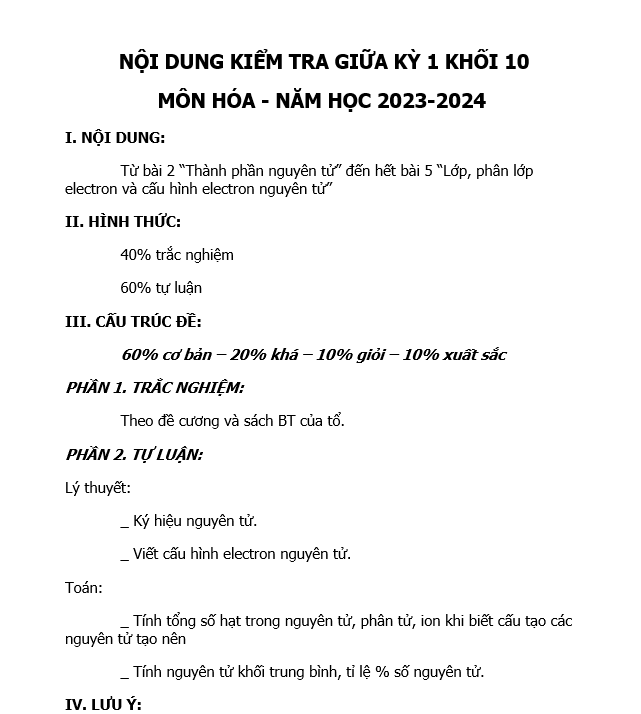 NỘI DUNG KIỂM TRA GIỮA KỲ 1 KHỐI 10
MÔN HÓA - NĂM HỌC 2023-2024
I. NỘI DUNG:
Từ bài 2 “Thành phần nguyên tử” đến hết bài 5 “Lớp, phân lớp
electron và cấu hình electron nguyên tử”
II. HÌNH THỨC:
40% trắc nghiệm
60% tự luận
III. CẤU TRÚC ĐỀ:
60% cơ bản – 20% khá – 10% giỏi – 10% xuất sắc
PHẦN 1. TRẮC NGHIỆM:
Theo đề cương và sách BT của tổ.
PHẦN 2. TỰ LUẬN:
Lý thuyết:
_ Ký hiệu nguyên tử.
_ Viết cấu hình electron nguyên tử.
Toán:
_ Tính tổng số hạt trong nguyên tử, phân tử, ion khi biết cấu tạo các
nguyên tử tạo nên
_ Tính nguyên tử khối trung bình, tỉ lệ % số nguyên tử.
IV. LƯU Ý: